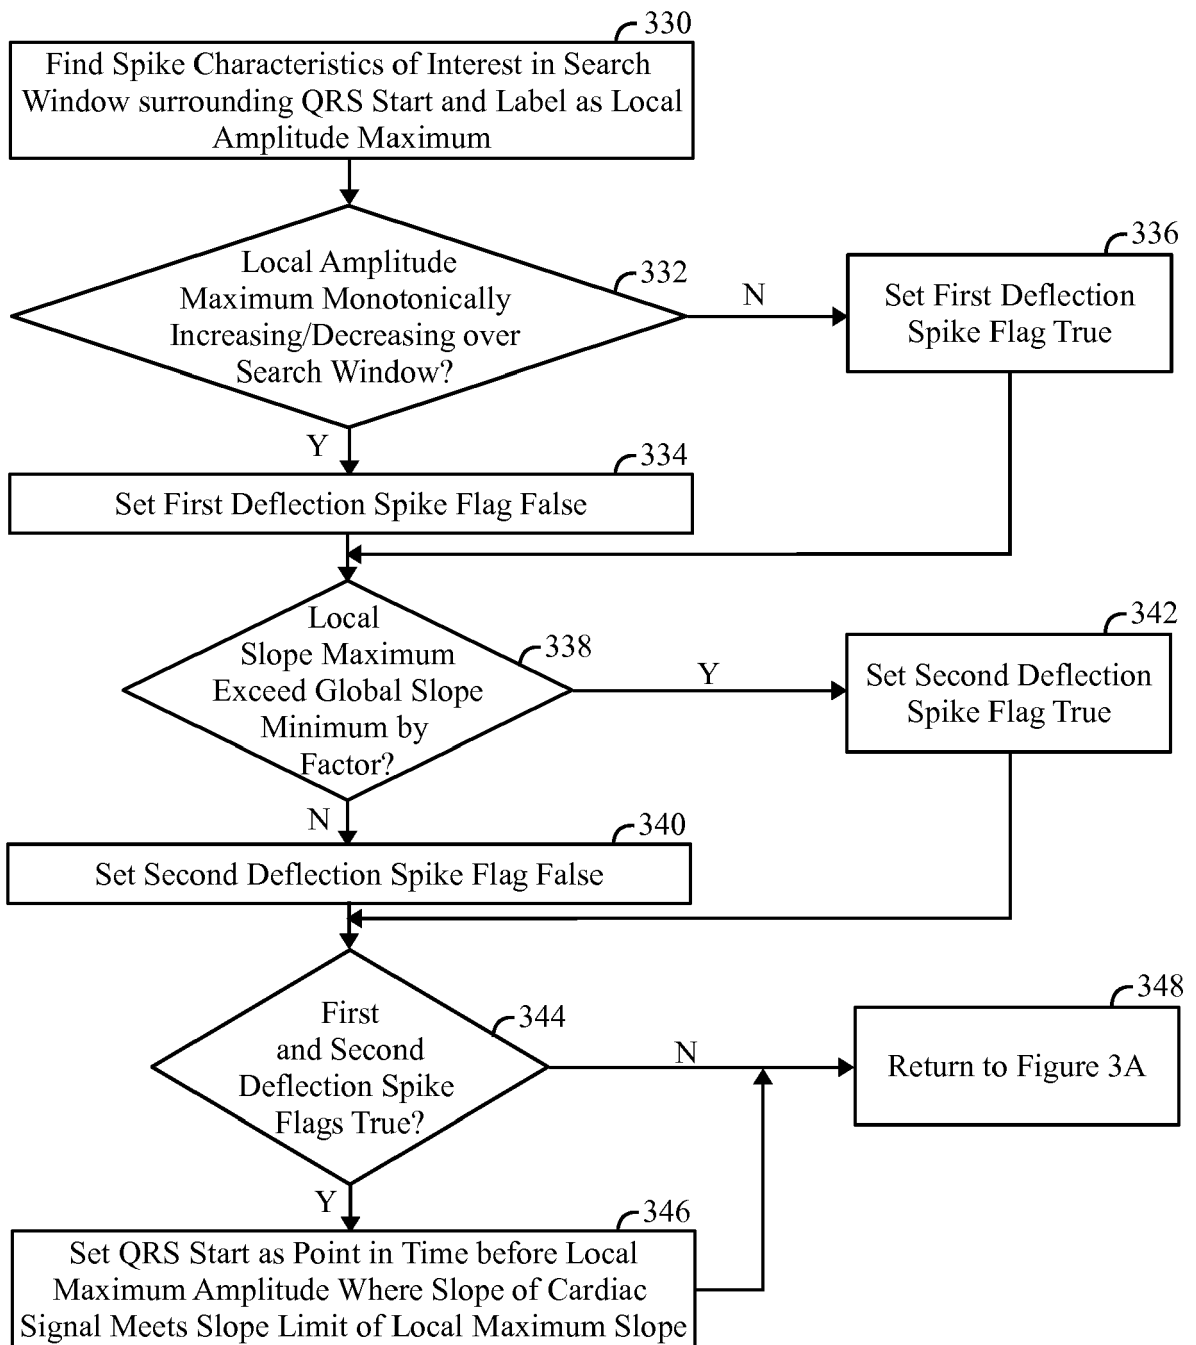 330
Find Spike Characteristics of Interest in Search
Window surrounding QRS Start and Label as Local
Amplitude Maximum
Local Amplitude
Maximum Monotonically
Increasing/Decreasing over
Search Window?
332
N
336
Set First Deflection
Spike Flag True
Y
334
Set First Deflection Spike Flag False
Local
Slope Maximum
Exceed Global Slope
Minimum by
Factor?
338
Y
342
Set Second Deflection
Spike Flag True
N
340
Set Second Deflection Spike Flag False
First
and Second
Deflection Spike
Flags True?
344
N
348
Return to Figure 3A
Y
346
Set QRS Start as Point in Time before Local
Maximum Amplitude Where Slope of Cardiac
Signal Meets Slope Limit of Local Maximum Slope